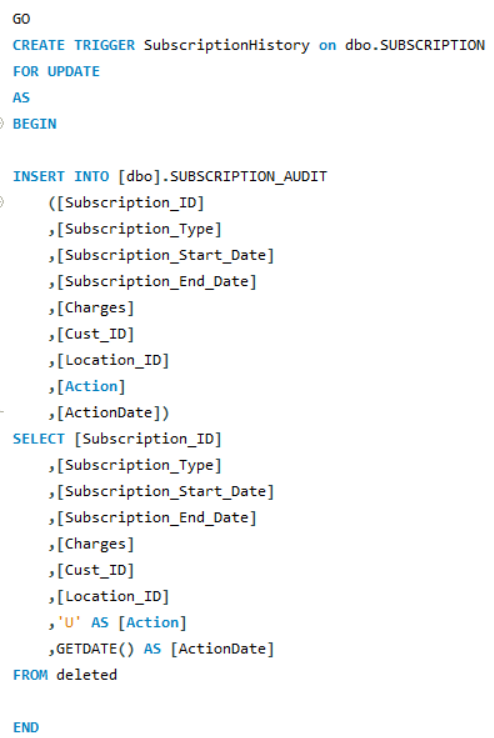 GO
CREATE TRIGGER SubscriptionHistory on dbo.SUBSCRIPTION
FOR UPDATE
AS
BEGIN
INSERT INTO [dbo].SUBSCRIPTION_AUDIT
([Subscription_ID]
,[Subscription_Type]
,[Subscription_Start_Date]
,[Subscription_End_Date]
,[Charges]
,[Cust_ID]
,[Location_ID]
,[Action]
,[ActionDate])
SELECT [Subscription_ID]
,[Subscription_Type]
,[Subscription_Start_Date]
,[Subscription_End_Date]
,[Charges]
,[Cust_ID]
,[Location_ID]
,'U' AS [Action]
,GETDATE() AS [ActionDate]
FROM deleted
END